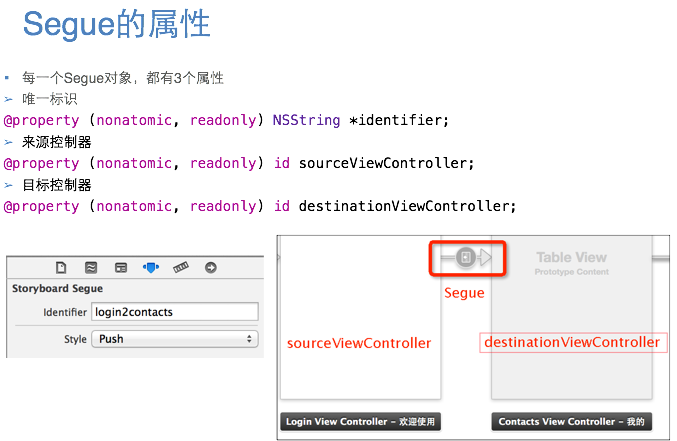 Segue的属性
• 每一个Segue对象，都有3个属性
➢ 唯一标识
@property (nonatomic, readonly) NSString *identifier;
➢ 来源控制器
@property (nonatomic, readonly) id sourceViewController;
➢ 目标控制器
@property (nonatomic, readonly) id destinationViewController;
Storyboard Segue
Identifier login2contacts
Style Push
Table View
Prototype Content
Segue
sourceViewController
destinationViewController
Login View Controller - 欢迎使用
Contacts View Controller - 我的